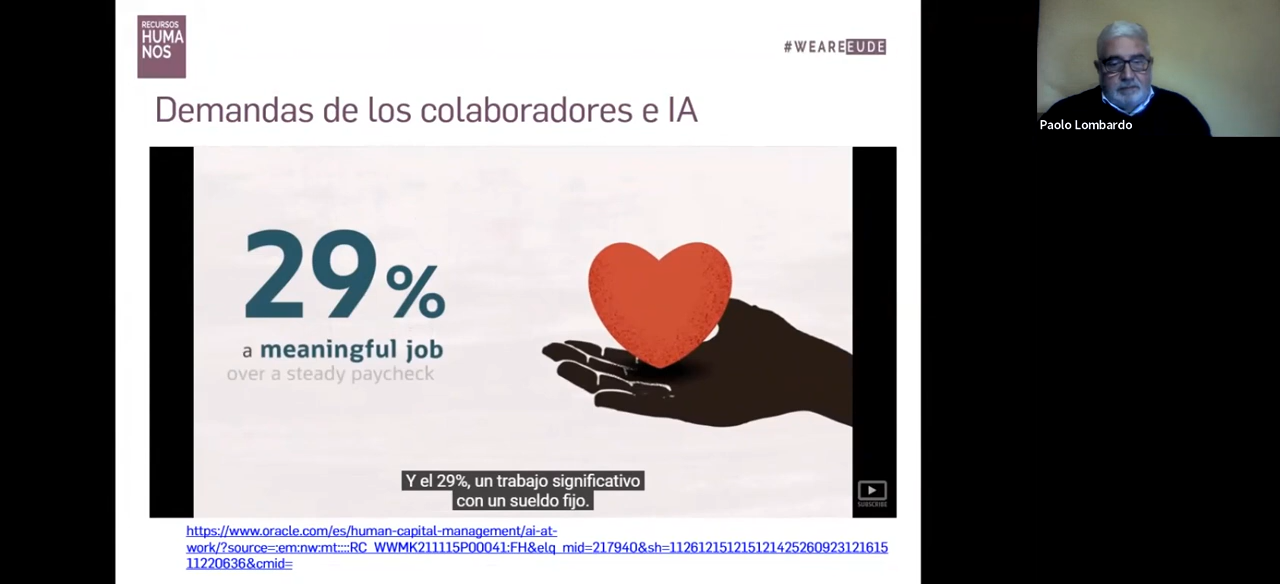 RECURSOS
HUMA
NOS
#WEAREEUDE
Demandas de los colaboradores e IA
29%
a meaningful job
over a steady paycheck
Y el 29%, un trabajo significativo
con un sueldo fijo.
SUBSCRIBE
https://www.oracle.com/es/human-capital-management/ai-at-
work/?source=:em:nw:mt::::RC_WWMK211115P00041:FH&elq_mid=217940&sh=112612151215121425260923121615
11220636&cmid=
Paolo Lombardo